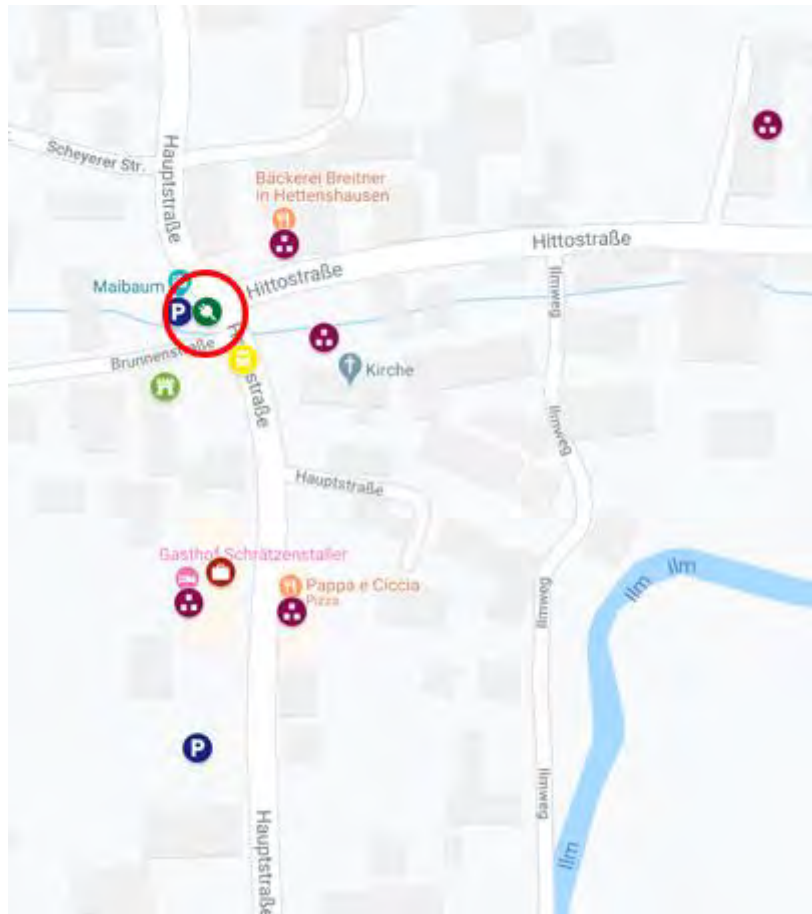 Scheyerer Str.
Hauptstraße
Bäckerei Breitner
in Hettenshausen
Hittostraße
Hittostraße
Maibaum
P
Ilmweg
Brunnenstraße
Kirche
straße
Ilmweg
Hauptstraße
Gasthof Schrätzenstaller
Pappa e Ciccia
Pizza
Ilm
Ilm
Ilmweg
P
Ilmweg
Hauptstraße
Ilm